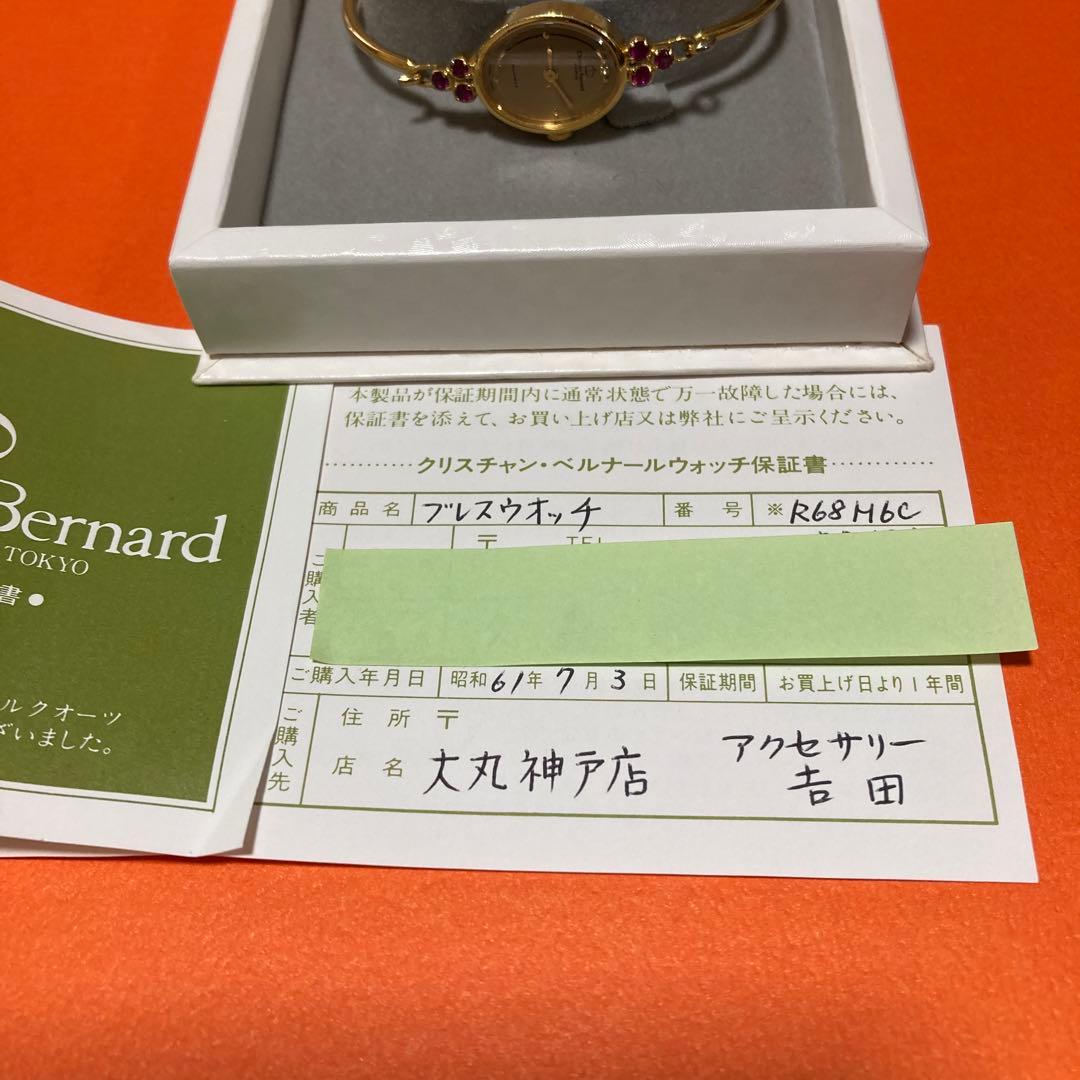 本製品が保証期間内に通常状態で万一故障した場合には、
保証書を添えて、お買い上げ店又は弊社にご呈示ください。
クリスチャン・ベルナールウォッチ保証書
商品名 ブレスウオッチ 番号 ※R68M6C
〒 TEL
ご購入者
ご購入年月日 昭和61年7月3日 保証期間 お買上げ日より1年間
ご購入先 住所 〒
店名 大丸神戸店 アクセサリー
吉田
Bernard
TOKYO
書●
ルクオーツ
ざいました。